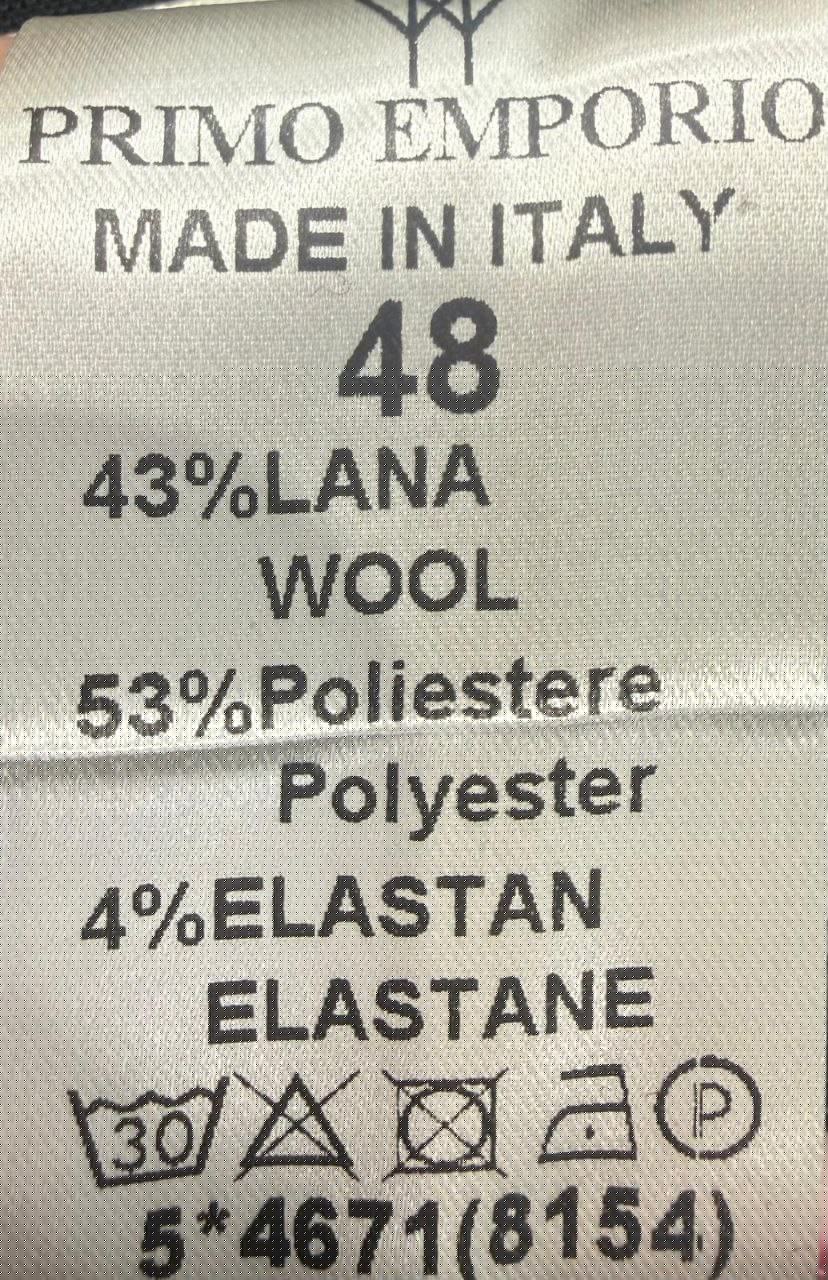 PRIMO EMPORIO
MADE IN ITALY
48
43%LANA
WOOL
53%Poliestere
Polyester
4%ELASTAN
ELASTANE
30 P
5*4671(8154)